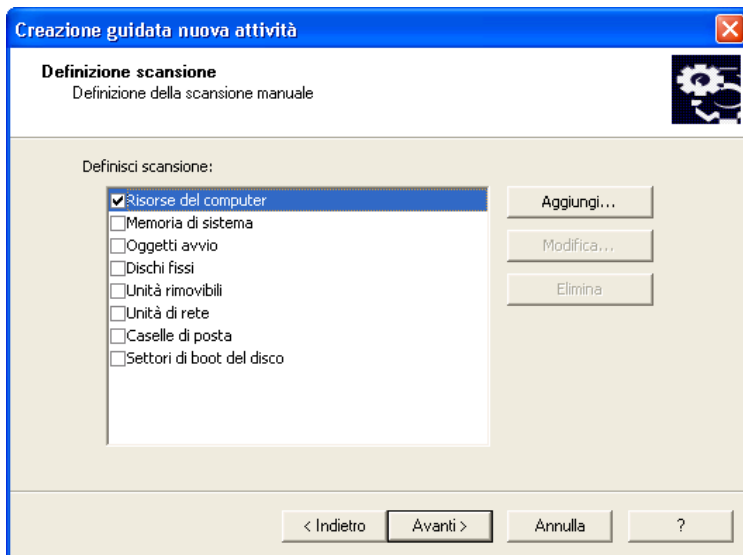 Creazione guidata nuova attività
Definizione scansione
Definizione della scansione manuale
Definisci scansione:
Risorse del computer
Memoria di sistema
Oggetti avvio
Dischi fissi
Unità rimovibili
Unità di rete
Caselle di posta
Settori di boot del disco
Aggiungi...
Modifica...
Elimina
< Indietro
Avanti >
Annulla
?